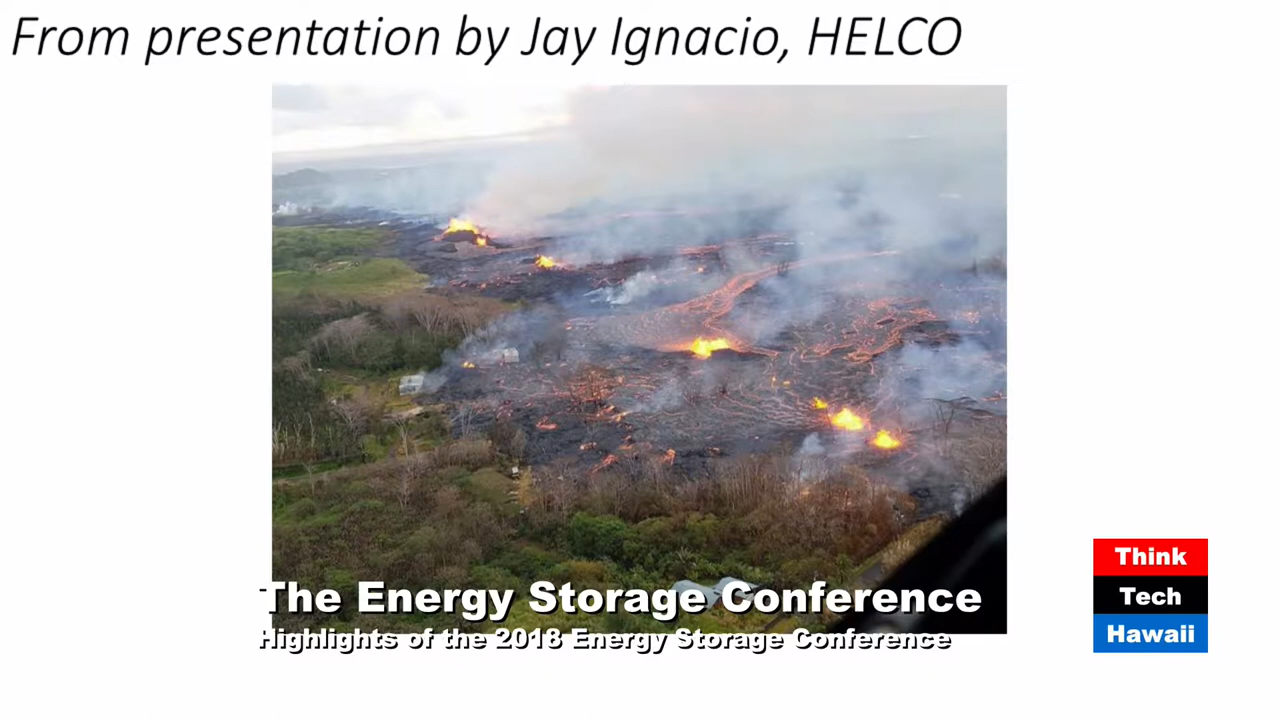 From presentation by Jay Ignacio, HELCO
The Energy Storage Conference
Highlights of the 2018 Energy Storage Conference
Think
Tech
Hawaii